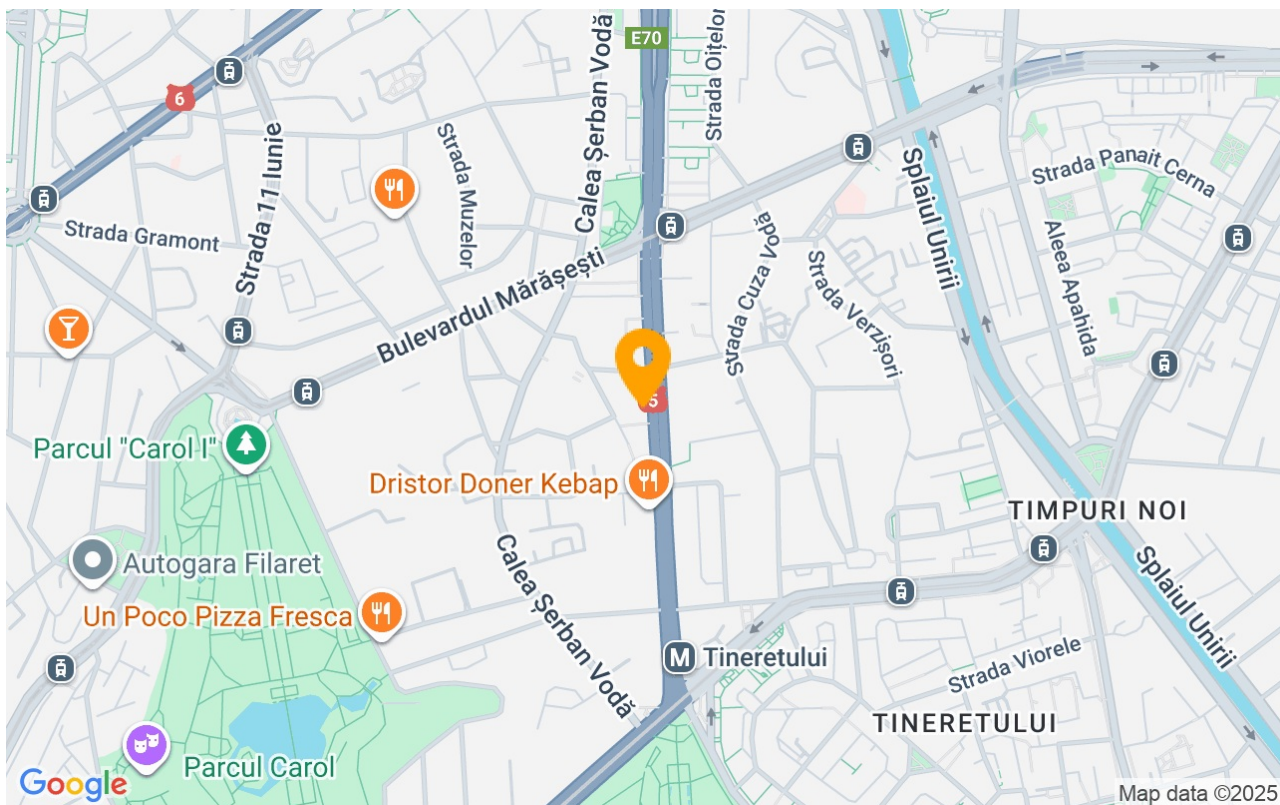 E70
Calea Șerban Vodă
Strada Oițelor
6
Strada 11 Iunie
Strada Muzelor
Strada Gramont
Bulevardul Mărășești
Splaiul Unirii
Strada Panait Cerna
Aleea Apahida
Strada Cuza Vodă
Strada Verzișori
5
Parcul "Carol I"
Dristor Doner Kebap
TIMPURI NOI
Autogara Filaret
Calea Șerban Vodă
Splaiul Unirii
Un Poco Pizza Fresca
M
Tineretului
Strada Viorele
TINERETULUI
Parcul Carol
Google
Map data ©2025